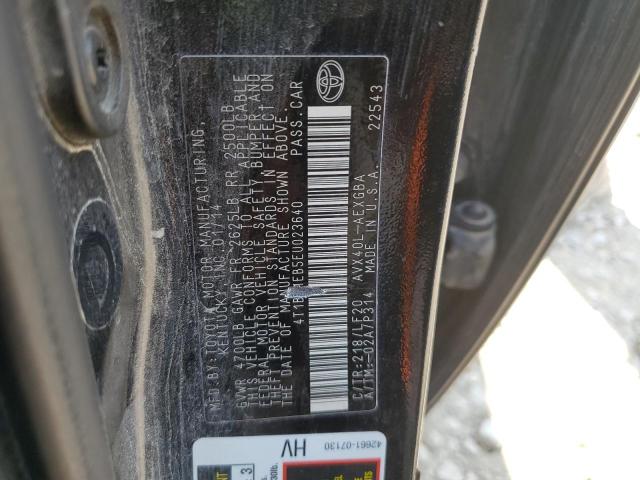 MFD.BY:TOYOTA MOTOR MANUFACTURING,
KENTUCKY, INC. 01/14
GVWR 4700LB GAWR FR 2625LB RR 2500LB
THIS VEHICLE CONFORMS TO ALL APPLICABLE
FEDERAL MOTOR VEHICLE SAFETY, BUMPER, AND
THEFT PREVENTION STANDARDS IN EFFECT ON
THE DATE OF MANUFACTURE SHOWN ABOVE.
EB5EU023640 PASS.CAR
C/TR:218/LF20 AVX40L-AEXGBA
A/TM:-02A/P314 MADE IN U.S.A.
22543
HV
42661-07130